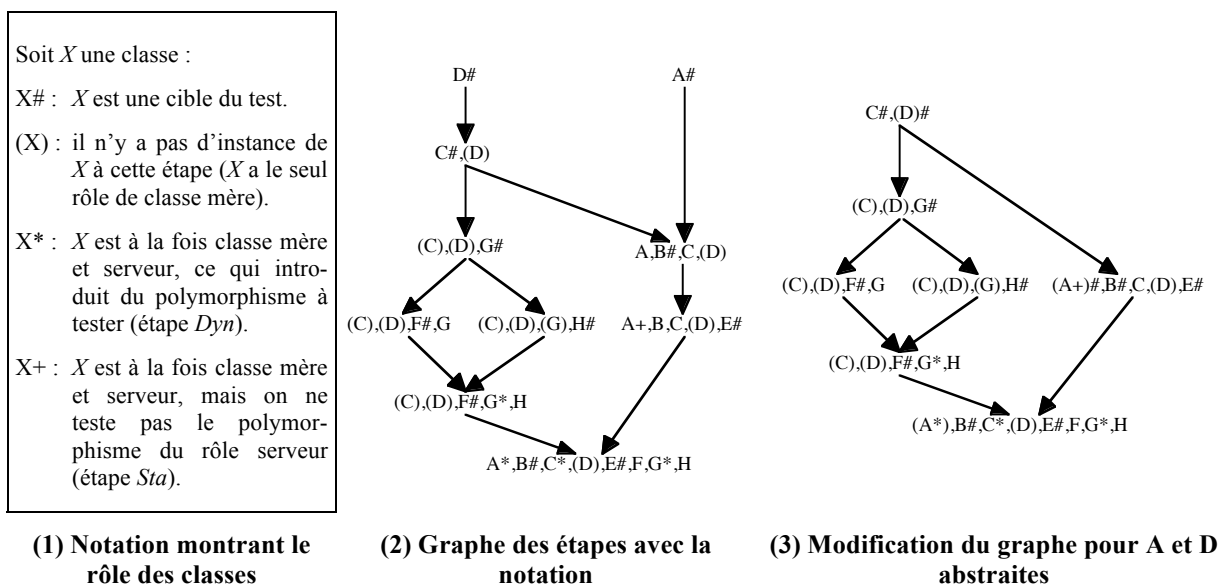 Soit X une classe :
X# : X est une cible du test.
(X) : il n'y a pas d'instance de
X à cette étape (X a le seul
rôle de classe mère).
X* : X est à la fois classe mère
et serveur, ce qui intro-
duit du polymorphisme à
tester (étape Dyn).
X+ : X est à la fois classe mère
et serveur, mais on ne
teste pas le polymor-
phisme du rôle serveur
(étape Sta).
(1) Notation montrant le
rôle des classes
D#
A#
C#,(D)
(C),(D),G#
A,B#,C,(D)
(C),(D),F#,G
(C),(D),(G),H#
A+,B,C,(D),E#
(C),(D),F#,G*,H
A*,B#,C*,(D),E#,F,G*,H
(2) Graphe des étapes avec la
notation
C#,(D)#
(C),(D),G#
(C),(D),F#,G
(C),(D),(G),H#
(A+)#,B#,C,(D),E#
(C),(D),F#,G*,H
(A*),B#,C*,(D),E#,F,G*,H
(3) Modification du graphe pour A et D
abstraites